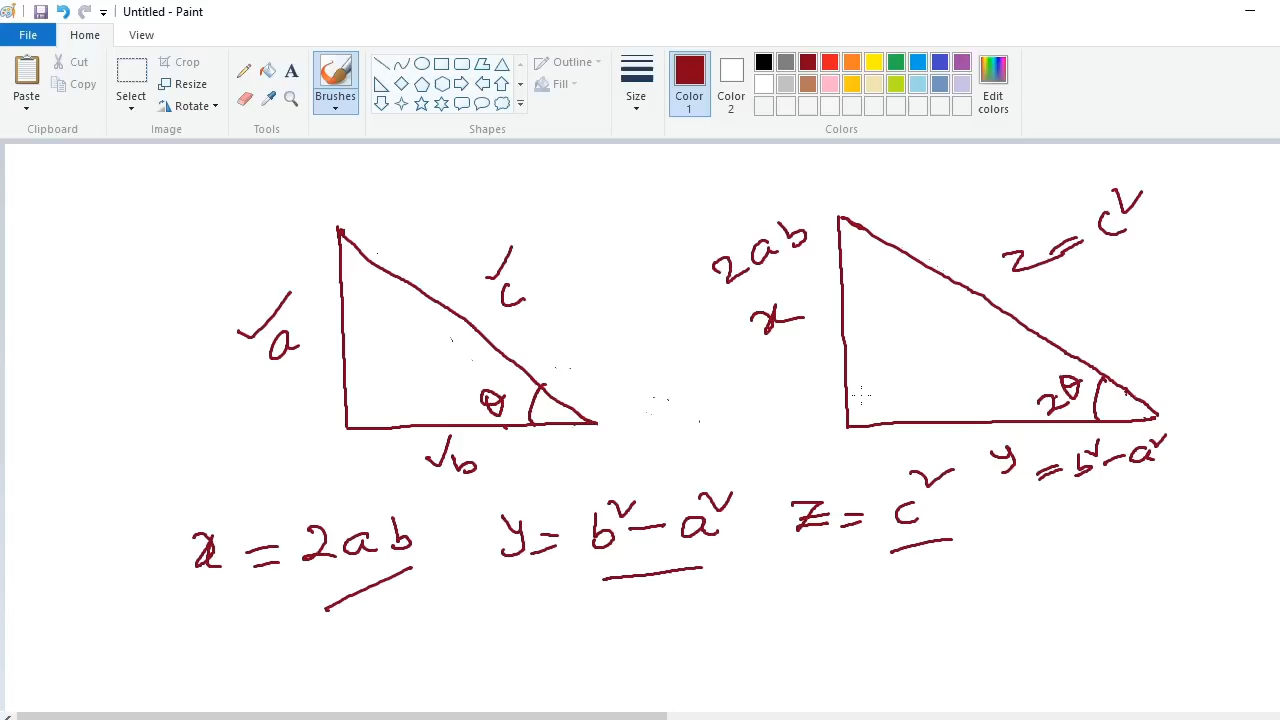 Untitled - Paint
File Home View
Paste Cut Copy Select Crop Resize Rotate Brushes Outline Fill Size Color 1 Color 2 Edit colors
Clipboard Image Tools Shapes Colors
a
c
θ
b
2ab
x
z = c²
2θ
y = b² - a²
x = 2ab y = b² - a² z = c²